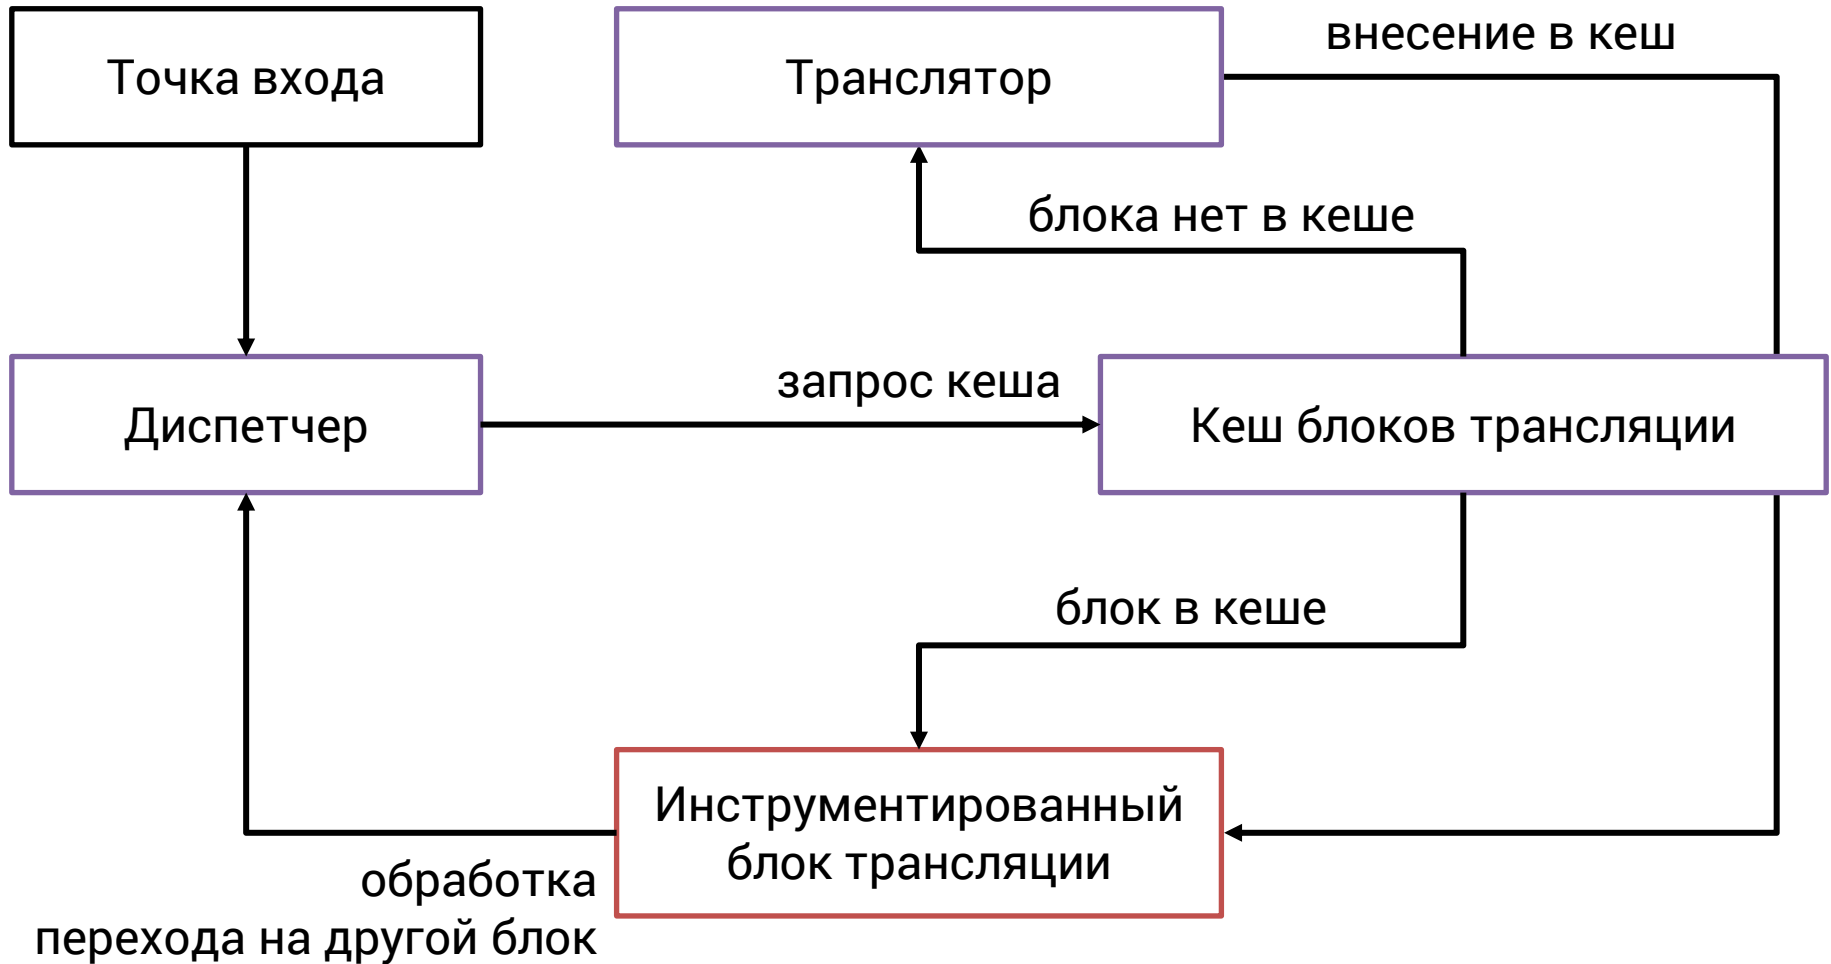 внесение в кеш
Точка входа
Транслятор
блока нет в кеше
запрос кеша
Диспетчер
Кеш блоков трансляции
блок в кеше
Инструментированный
блок трансляции
обработка
перехода на другой блок